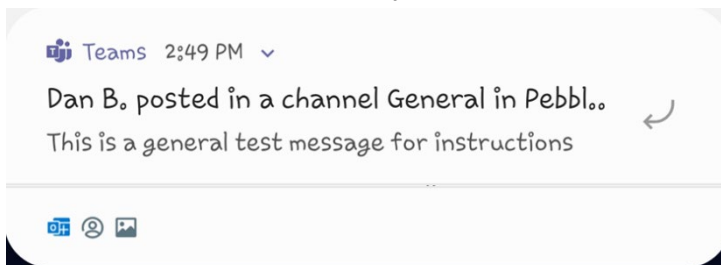 Teams 2:49 PM
Dan B. posted in a channel General in Pebbl..
This is a general test message for instructions